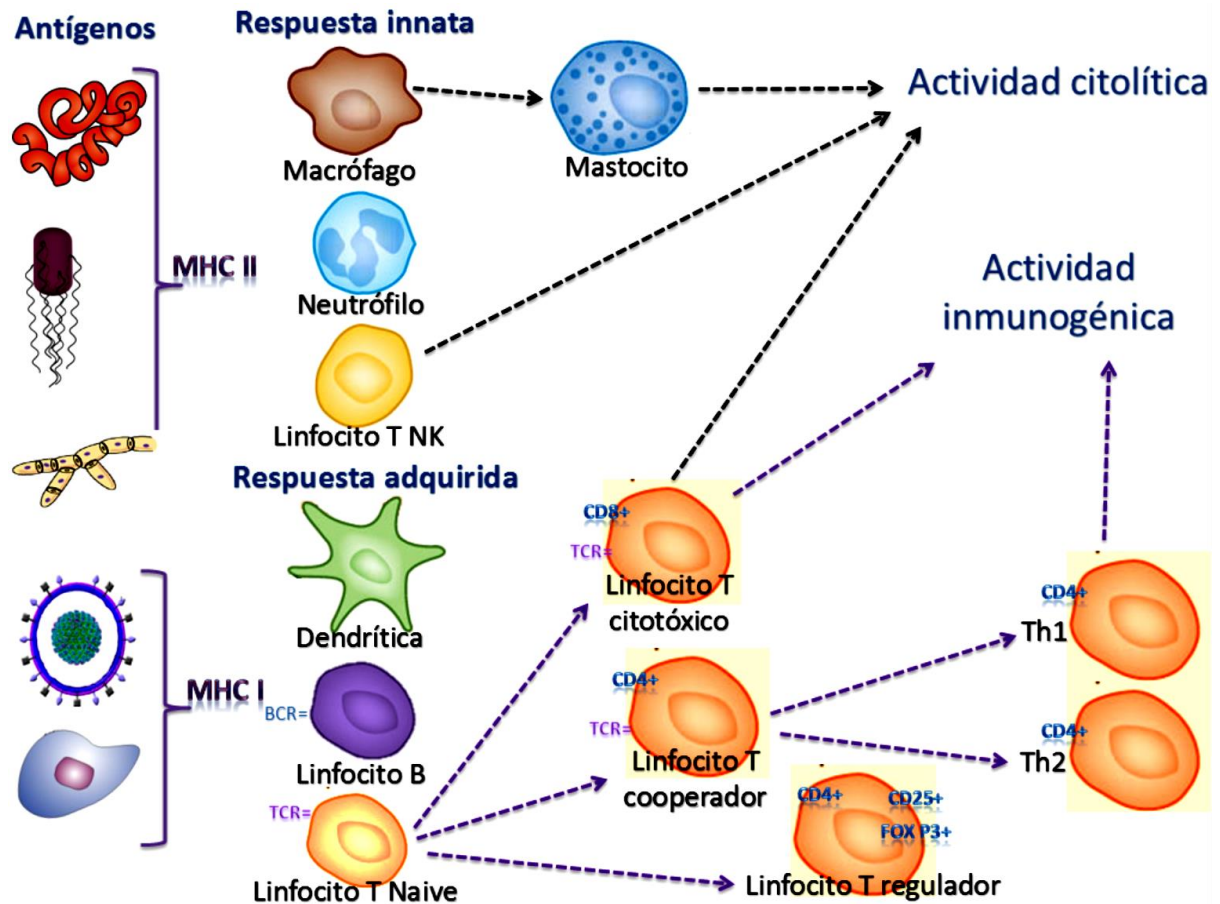 Antígenos
MHC II
MHC I
Respuesta innata
Macrófago
Mastocito
Neutrófilo
Linfocito T NK
Respuesta adquirida
Dendrítica
BCR=
Linfocito B
TCR=
Linfocito T Naive
CD8+
TCR=
Linfocito T
citotóxico
CD4+
TCR=
Linfocito T
cooperador
CD4+
CD25+
FOX P3+
Linfocito T regulador
Actividad citolítica
Actividad
inmunogénica
CD4+
Th1
CD4+
Th2